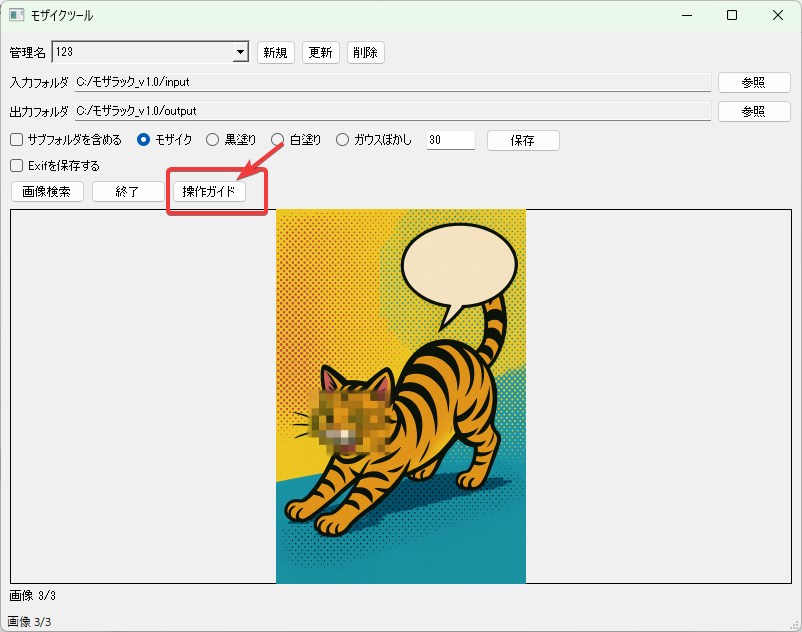 モザイクツール
管理名 123 新規 更新 削除
入力フォルダ C:/モザラック_v1.0/input 参照
出力フォルダ C:/モザラック_v1.0/output 参照
サブフォルダを含める モザイク 黒塗り 白塗り ガウスぼかし 30 保存
Exifを保存する
画像検索 終了 操作ガイド
画像 3/3
画像 3/3